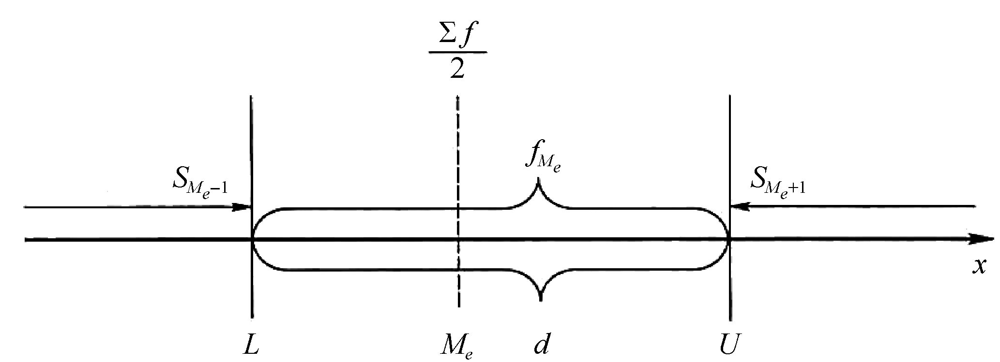 Σf
2
f_{M_e}
S_{M_e−1} S_{M_e+1}
x
L M_e d U